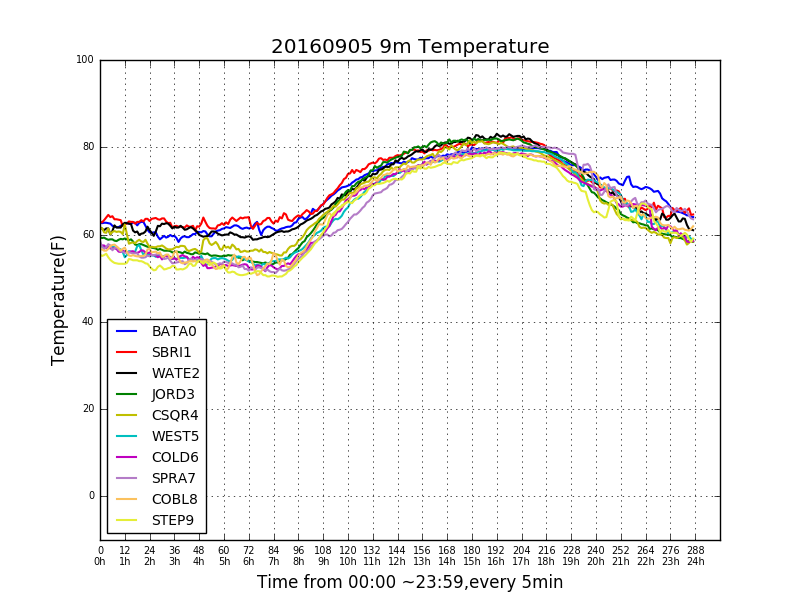 20160905 9m Temperature
100
80
60
40
20
0
Temperature(F)
BATA0
SBRI1
WATE2
JORD3
CSQR4
WEST5
COLD6
SPRA7
COBL8
STEP9
0 12 24 36 48 60 72 84 96 108 120 132 144 156 168 180 192 204 216 228 240 252 264 276 288
0h 1h 2h 3h 4h 5h 6h 7h 8h 9h 10h 11h 12h 13h 14h 15h 16h 17h 18h 19h 20h 21h 22h 23h 24h
Time from 00:00 ~23:59,every 5min